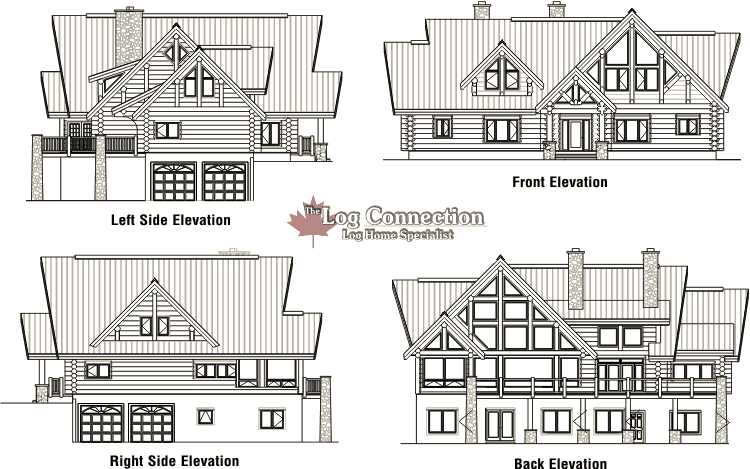 Front Elevation
Left Side Elevation
The Log Connection
Log Home Specialist
Right Side Elevation
Back Elevation